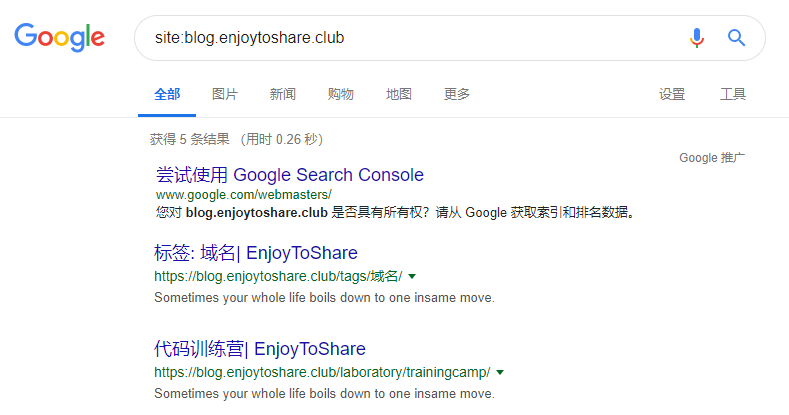 Google
site:blog.enjoytoshare.club
全部 图片 新闻 购物 地图 更多 设置 工具
获得 5 条结果 （用时 0.26 秒）
Google 推广
尝试使用 Google Search Console
www.google.com/webmasters/
您对 blog.enjoytoshare.club 是否具有所有权？请从 Google 获取索引和排名数据。
标签: 域名| EnjoyToShare
https://blog.enjoytoshare.club/tags/域名/
Sometimes your whole life boils down to one insame move.
代码训练营| EnjoyToShare
https://blog.enjoytoshare.club/laboratory/trainingcamp/
Sometimes your whole life boils down to one insame move.